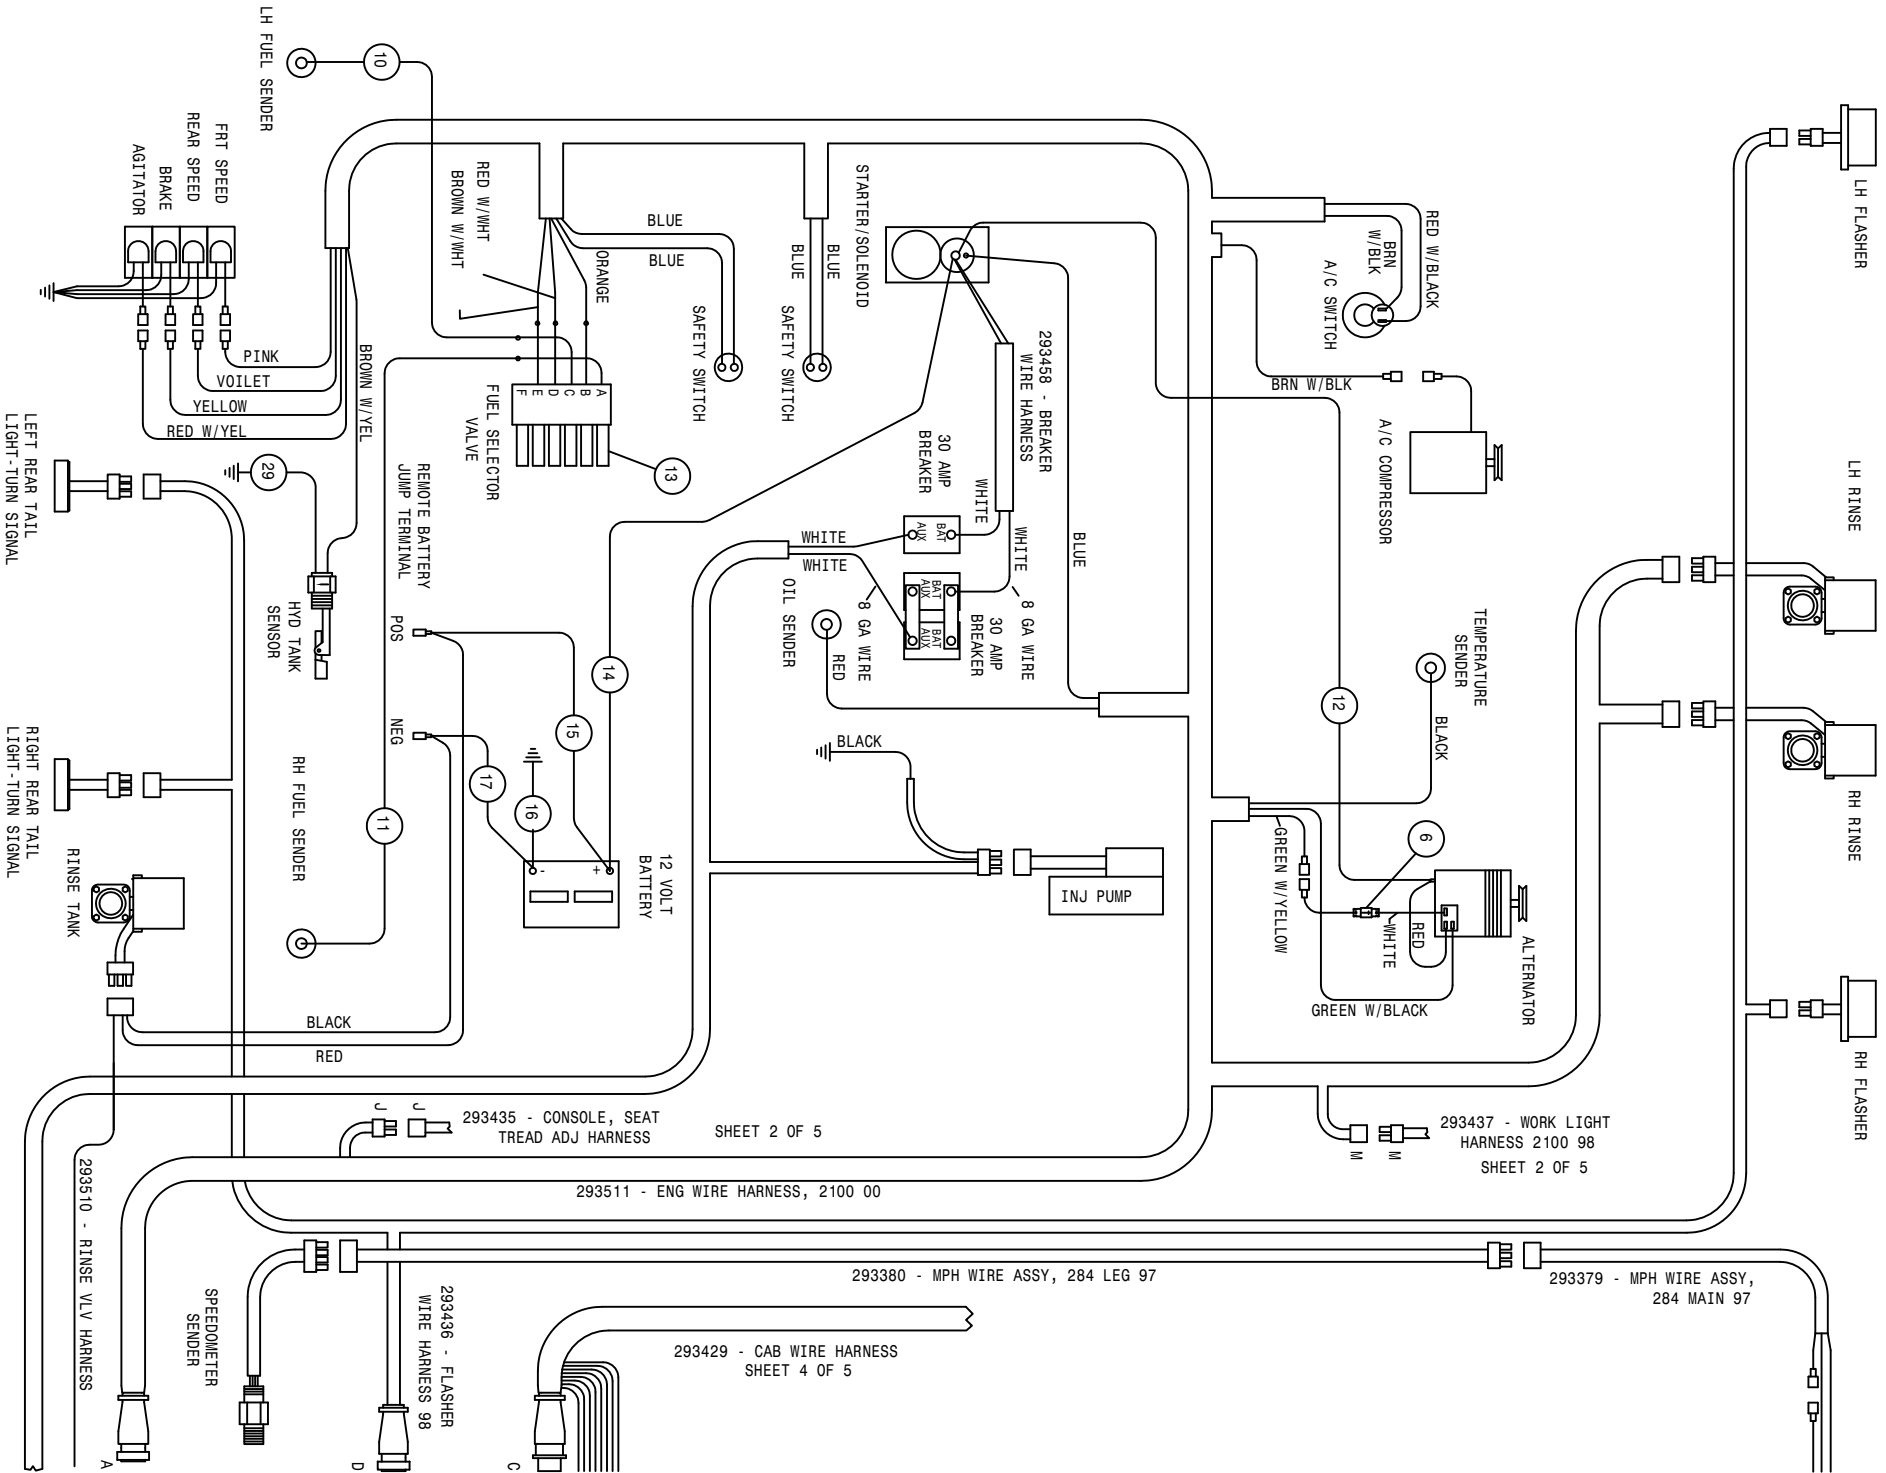 LH FUEL SENDER
10
FRT SPEED
REAR SPEED
BRAKE
AGITATOR
PINK
VOILET
YELLOW
RED W/YEL
BROWN W/YEL
RED W/WHT
BROWN W/WHT
ORANGE
BLUE
BLUE
SAFETY SWITCH
BLUE
BLUE
SAFETY SWITCH
STARTER/SOLENOID
A
B
C
D
E
F
FUEL SELECTOR
VALVE
13
293458 - BREAKER
WIRE HARNESS
30 AMP
BREAKER
WHITE
WHITE
BAT
AUX
BAT
AUX
BAT
AUX
8 GA WIRE
30 AMP
BREAKER
WHITE
WHITE
8 GA WIRE
BLUE
OIL SENDER
RED
RED W/BLACK
BRN
W/BLK
A/C SWITCH
BRN W/BLK
A/C COMPRESSOR
LH FLASHER
LH RINSE
RH RINSE
RH FLASHER
TEMPERATURE
SENDER
BLACK
12
6
GREEN W/YELLOW
WHITE
RED
GREEN W/BLACK
ALTERNATOR
LEFT REAR TAIL
LIGHT-TURN SIGNAL
29
HYD TANK
SENSOR
REMOTE BATTERY
JUMP TERMINAL
POS
NEG
14
15
16
17
11
RH FUEL SENDER
12 VOLT
BATTERY
-
+
BLACK
INJ PUMP
RIGHT REAR TAIL
LIGHT-TURN SIGNAL
RINSE TANK
BLACK
RED
J
J
293435 - CONSOLE, SEAT
TREAD ADJ HARNESS
SHEET 2 OF 5
M
M
293437 - WORK LIGHT
HARNESS 2100 98
SHEET 2 OF 5
293511 - ENG WIRE HARNESS, 2100 00
293510 - RINSE VLV HARNESS
293380 - MPH WIRE ASSY, 284 LEG 97
293379 - MPH WIRE ASSY,
284 MAIN 97
SPEEDOMETER
SENDER
293436 - FLASHER
WIRE HARNESS 98
293429 - CAB WIRE HARNESS
SHEET 4 OF 5
A
D
C